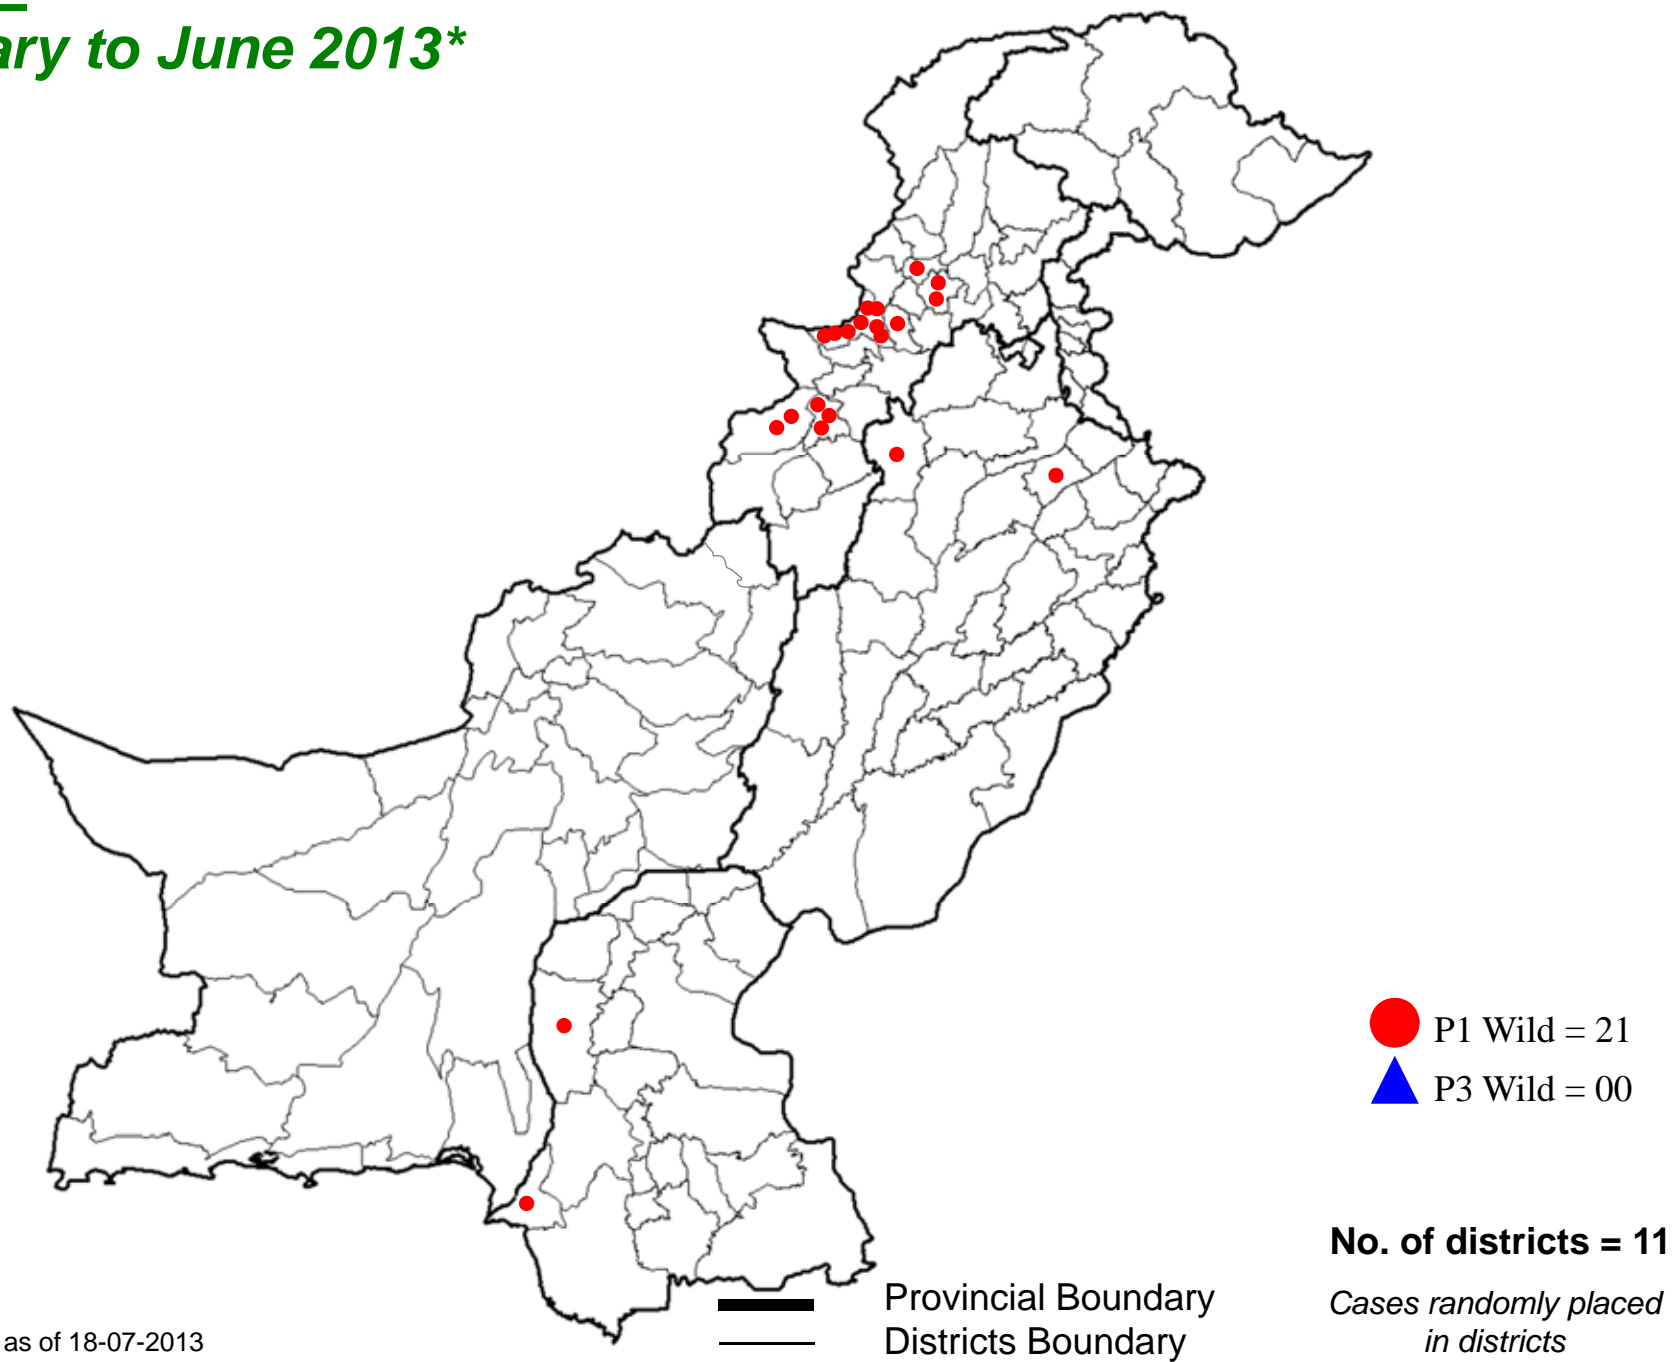 to June 2013*
P1 Wild = 21
P3 Wild = 00
No. of districts = 11
Cases randomly placed
in districts
Provincial Boundary
Districts Boundary
as of 18-07-2013